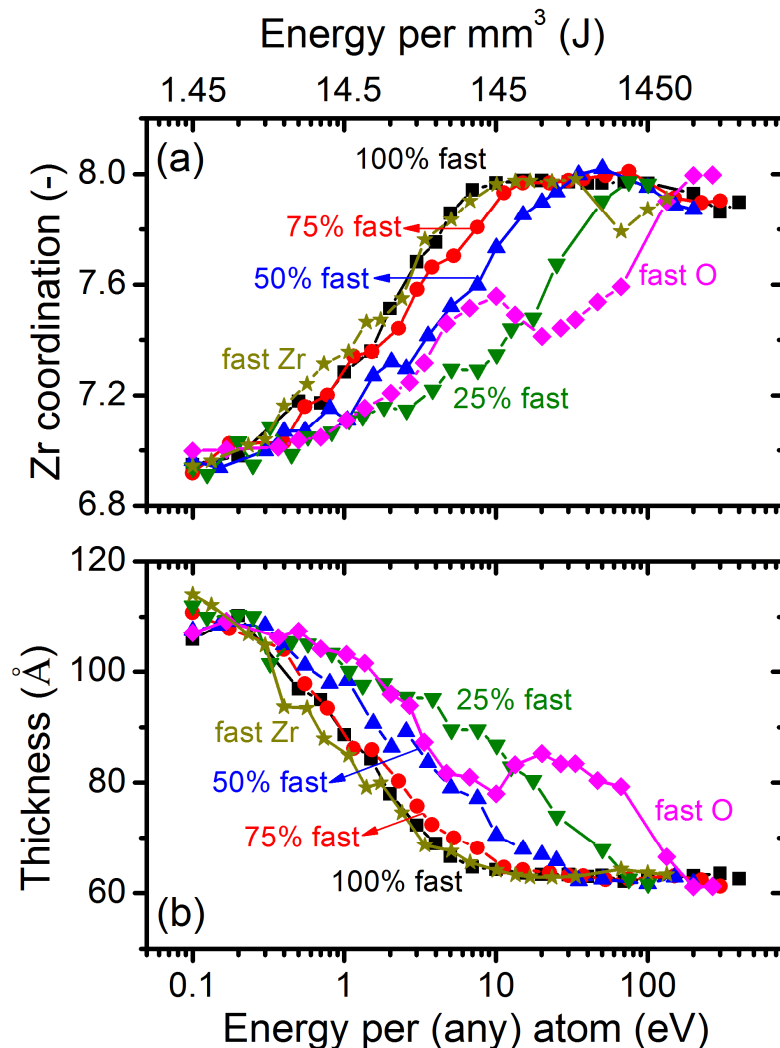 Energy per mm³ (J)
1.45 14.5 145 1450
(a)
100% fast
8.0
75% fast
50% fast
fast O
7.6
fast Zr
7.2
25% fast
6.8
Zr coordination (-)
120
100
25% fast
fast Zr
50% fast
80
fast O
75% fast
100% fast
60
(b)
Thickness (Å)
0.1 1 10 100
Energy per (any) atom (eV)